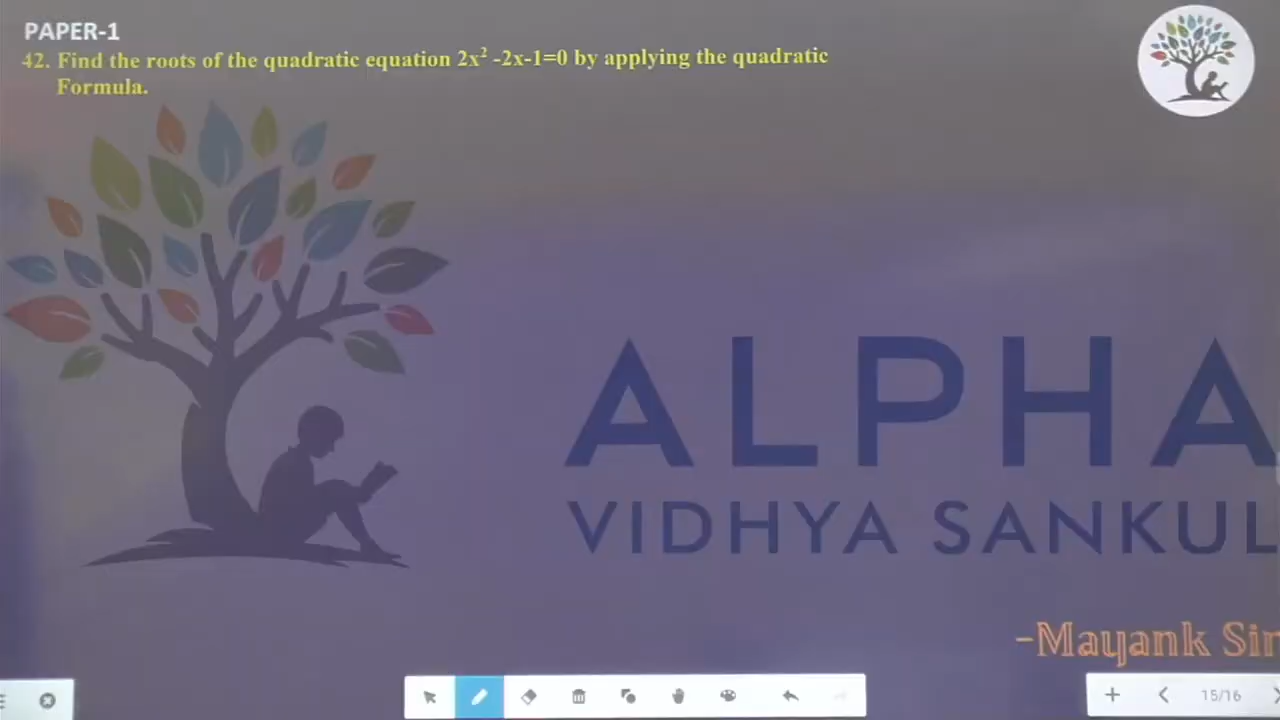 PAPER-1
42. Find the roots of the quadratic equation 2x² -2x-1=0 by applying the quadratic
Formula.
ALPHA
VIDHYA SANKUL
-Mayank Sin
15/16